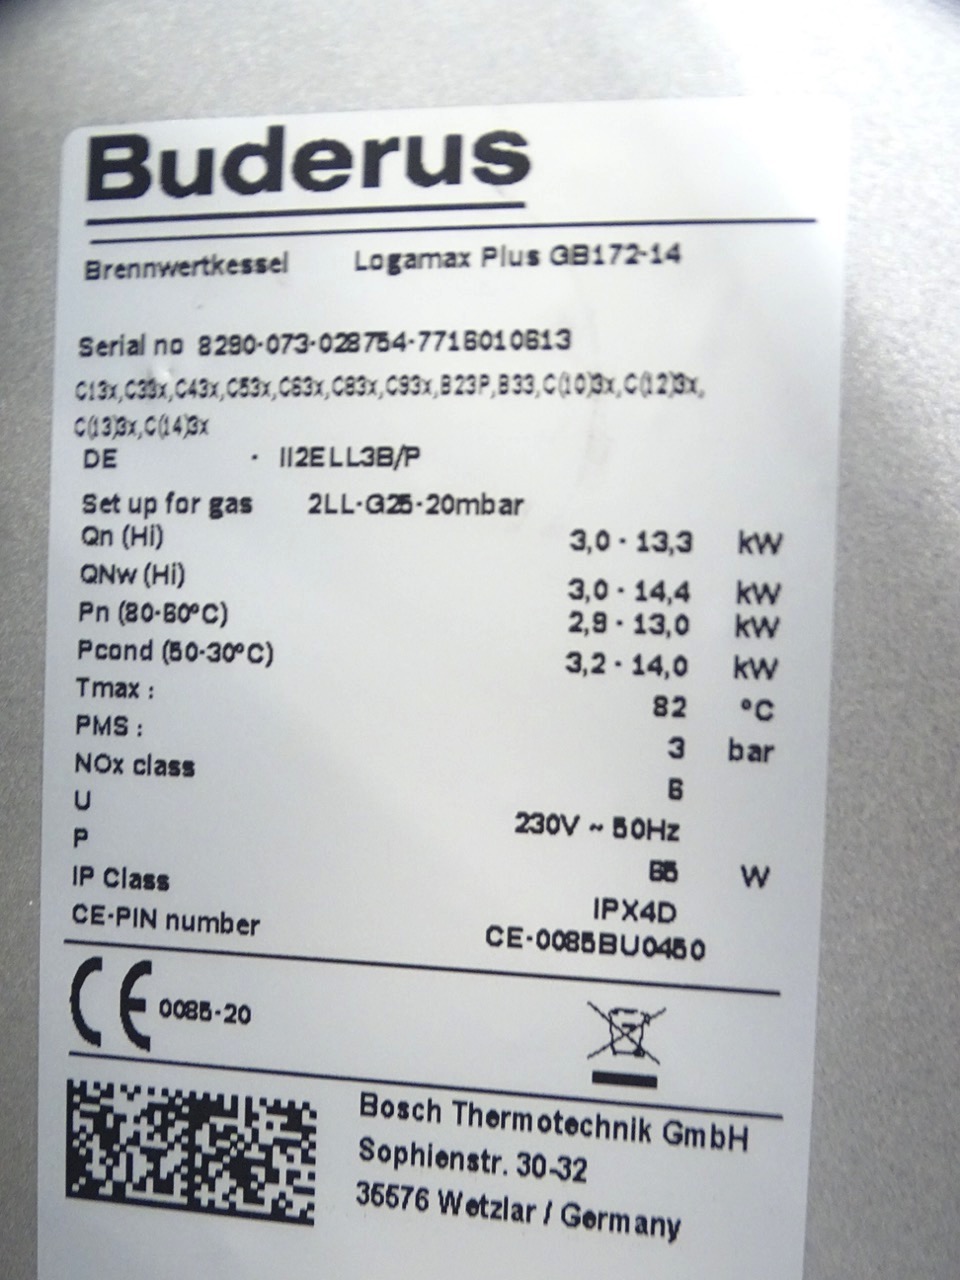 Buderus
Brennwertkessel Logamax Plus GB172-14
Serial no 8280-073-028754-7716010613
C13x,C33x,C43x,C53x,C63x,C83x,C93x,B23P,B33,C(10)3x,C(12)3x,
C(13)3x,C(14)3x
DE - II2ELL3B/P
Set up for gas 2LL-G25-20mbar
Qn (Hi) 3,0 - 13,3 kW
QNw (Hi) 3,0 - 14,4 kW
Pn (80-60°C) 2,9 - 13,0 kW
Pcond (50-30°C) 3,2 - 14,0 kW
Tmax : 82 °C
PMS : 3 bar
NOx class 6
U 230V ~ 50Hz
P W
IP Class IPX4D
CE-PIN number CE-0085BU0450
CE 0085-20
Bosch Thermotechnik GmbH
Sophienstr. 30-32
35576 Wetzlar / Germany